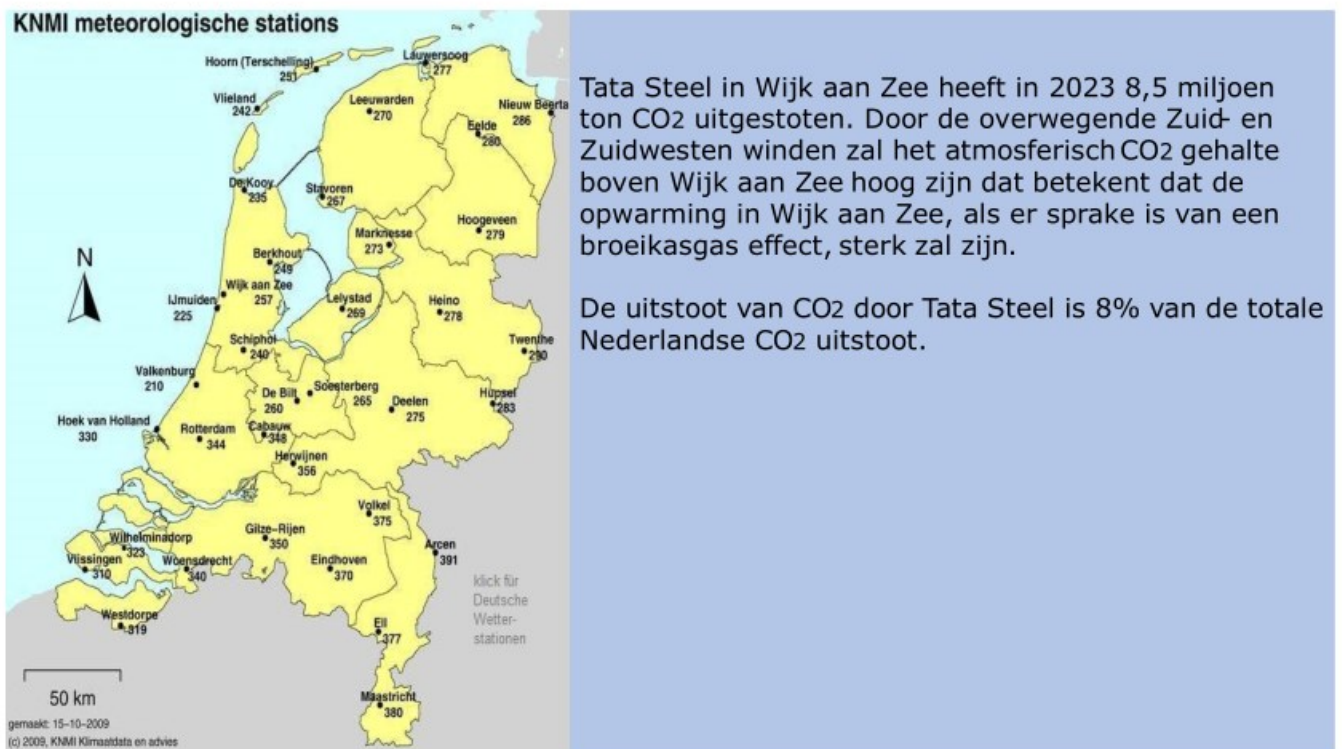 KNMI meteorologische stations
Hoorn (Terschelling)
251
Lauwersoog
277
Vlieland
242
Leeuwarden
270
Nieuw Beerta
286
Eelde
280
De Kooy
235
Stavoren
267
Hoogeveen
279
Marknesse
273
N
Berkhout
249
Wijk aan Zee
257
IJmuiden
225
Lelystad
269
Heino
278
Schiphol
240
Twenthe
290
Valkenburg
210
De Bilt
260
Soesterberg
265
Deelen
275
Hupsel
283
Hoek van Holland
330
Rotterdam
344
Cabauw
348
Herwijnen
356
Volkel
375
Gilze-Rijen
350
Wilhelminadorp
323
Vlissingen
310
Woensdrecht
340
Eindhoven
370
Arcen
391
Westdorpe
319
Ell
377
klick für
Deutsche
Wetter-
stationen
Maastricht
380
50 km
gemaakt: 15-10-2009
(c) 2009, KNMI Klimaatdata en advies
Tata Steel in Wijk aan Zee heeft in 2023 8,5 miljoen
ton CO2 uitgestoten. Door de overwegende Zuid- en
Zuidwesten winden zal het atmosferisch CO2 gehalte
boven Wijk aan Zee hoog zijn dat betekent dat de
opwarming in Wijk aan Zee, als er sprake is van een
broeikasgas effect, sterk zal zijn.
De uitstoot van CO2 door Tata Steel is 8% van de totale
Nederlandse CO2 uitstoot.